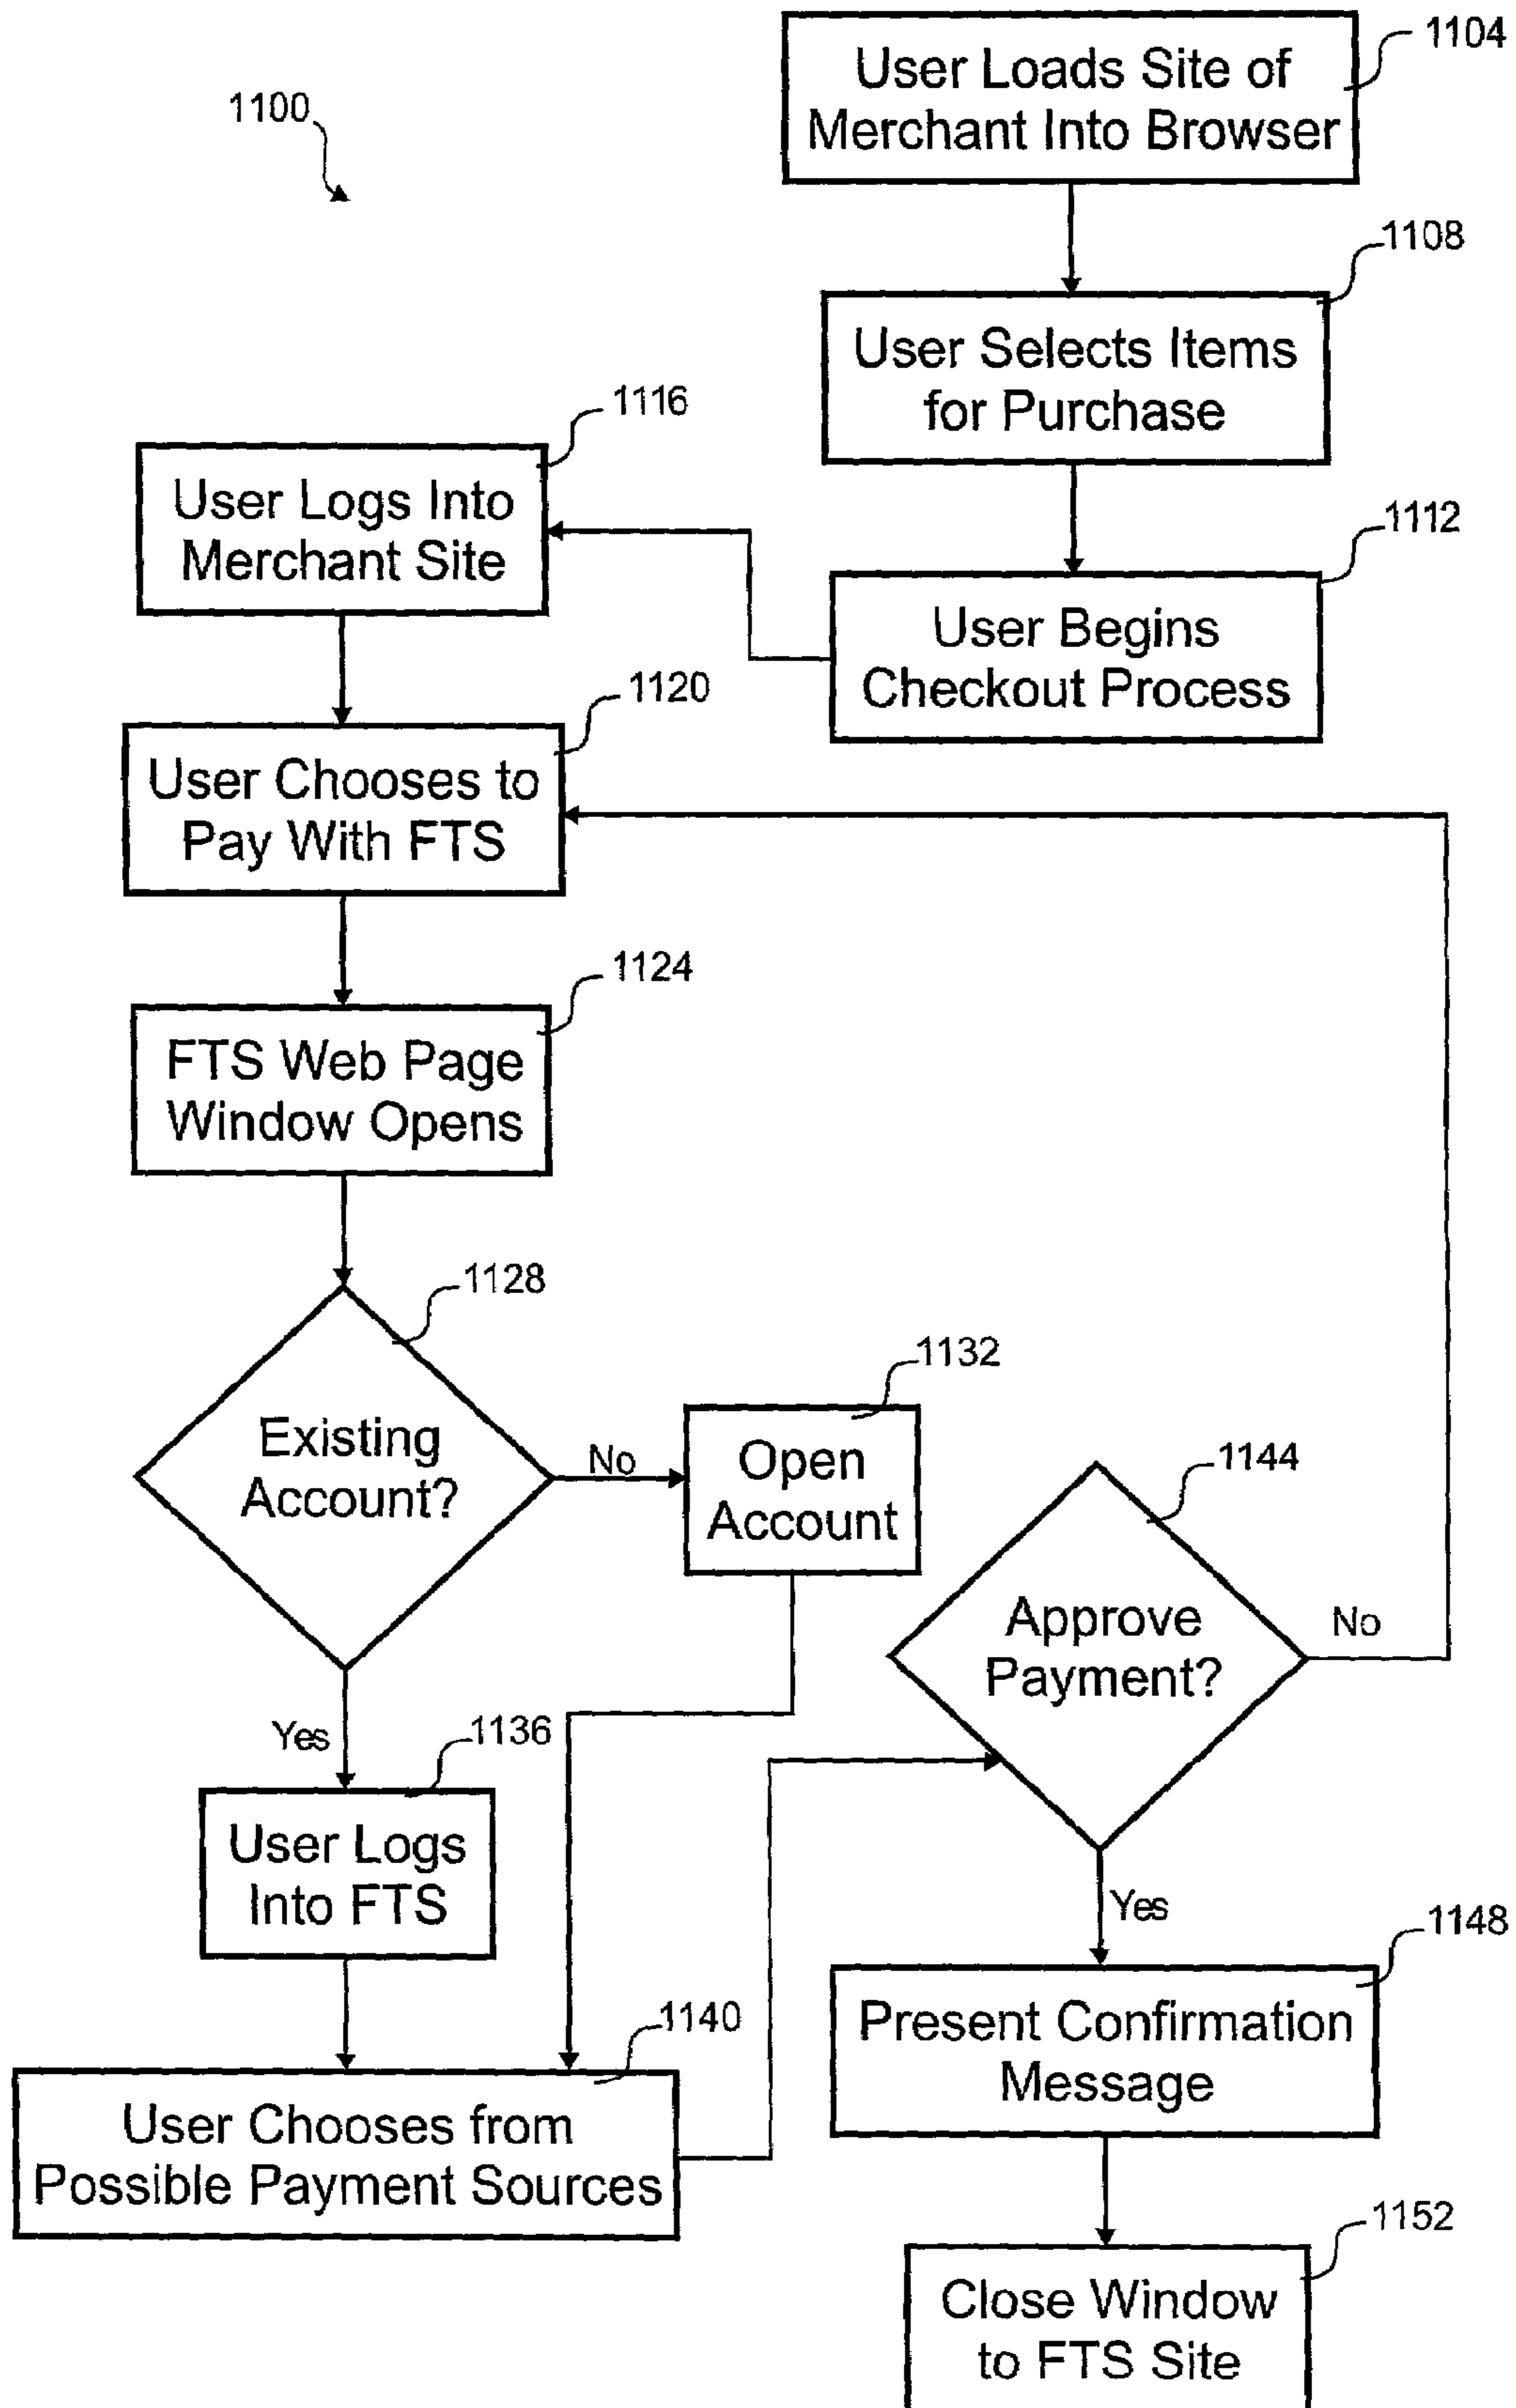 1100
1104
User Loads Site of
Merchant Into Browser
1108
User Selects Items
for Purchase
1112
User Begins
Checkout Process
1116
User Logs Into
Merchant Site
1120
User Chooses to
Pay With FTS
1124
FTS Web Page
Window Opens
1128
Existing
Account?
No
1132
Open
Account
Yes
1136
User Logs
Into FTS
1140
User Chooses from
Possible Payment Sources
1144
Approve
Payment?
No
Yes
1148
Present Confirmation
Message
1152
Close Window
to FTS Site